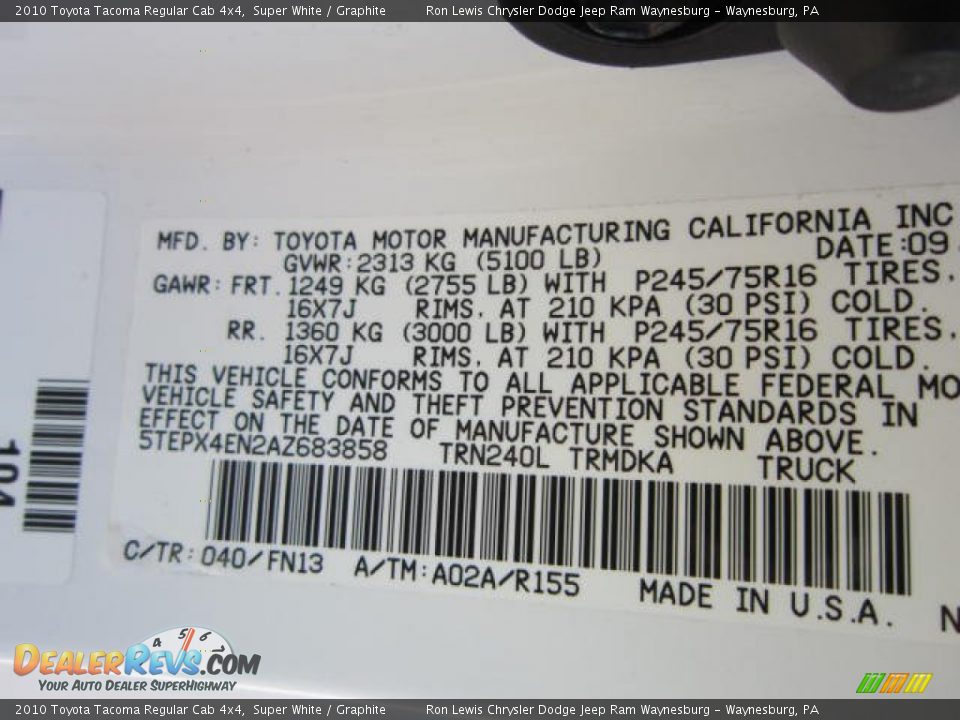 2010 Toyota Tacoma Regular Cab 4x4, Super White / Graphite Ron Lewis Chrysler Dodge Jeep Ram Waynesburg - Waynesburg, PA
MFD. BY: TOYOTA MOTOR MANUFACTURING CALIFORNIA INC
DATE:09
GVWR:2313 KG (5100 LB)
GAWR: FRT. 1249 KG (2755 LB) WITH P245/75R16 TIRES.
16X7J RIMS. AT 210 KPA (30 PSI) COLD.
RR. 1360 KG (3000 LB) WITH P245/75R16 TIRES.
16X7J RIMS. AT 210 KPA (30 PSI) COLD.
THIS VEHICLE CONFORMS TO ALL APPLICABLE FEDERAL MO
VEHICLE SAFETY AND THEFT PREVENTION STANDARDS IN
EFFECT ON THE DATE OF MANUFACTURE SHOWN ABOVE.
5TEPX4EN2AZ683858 TRN240L TRMDKA TRUCK
C/TR: 040/FN13 A/TM:A02A/R155 MADE IN U.S.A. N
104
4 5 6 7
DealerRevs.com
Your Auto Dealer SuperHighway
2010 Toyota Tacoma Regular Cab 4x4, Super White / Graphite Ron Lewis Chrysler Dodge Jeep Ram Waynesburg - Waynesburg, PA